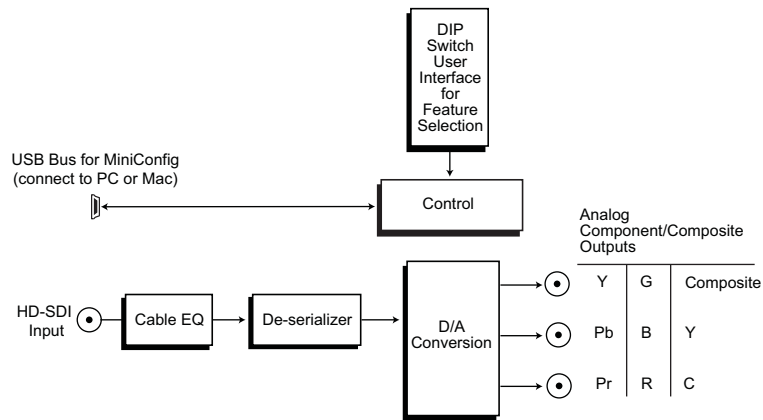 DIP
Switch
User
Interface
for
Feature
Selection
USB Bus for MiniConfig
(connect to PC or Mac)
Control
Analog
Component/Composite
Outputs
HD-SDI
Input
Cable EQ
De-serializer
D/A
Conversion
Y G Composite
Pb B Y
Pr R C